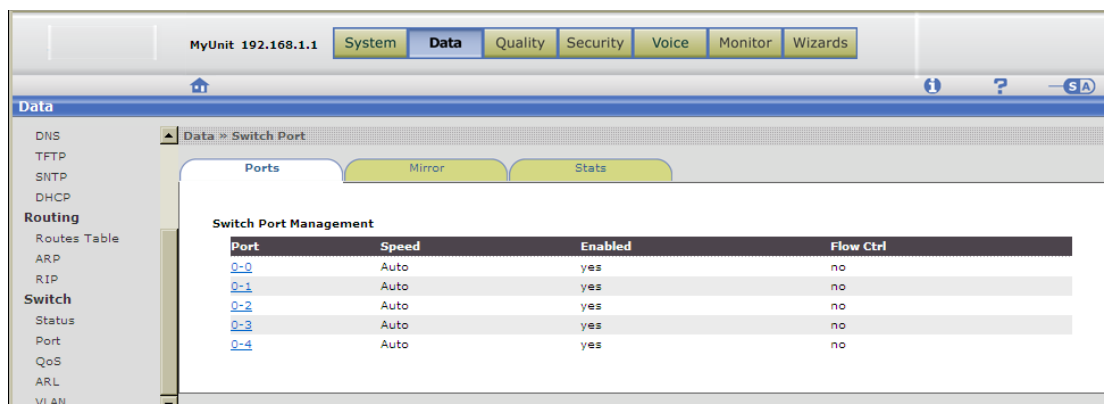 MyUnit 192.168.1.1 System Data Quality Security Voice Monitor Wizards
i ? S A
Data
DNS
TFTP
SNTP
DHCP
Routing
Routes Table
ARP
RIP
Switch
Status
Port
QoS
ARL
VLAN
Data » Switch Port
Ports Mirror Stats
Switch Port Management
Port Speed Enabled Flow Ctrl
0-0 Auto yes no
0-1 Auto yes no
0-2 Auto yes no
0-3 Auto yes no
0-4 Auto yes no